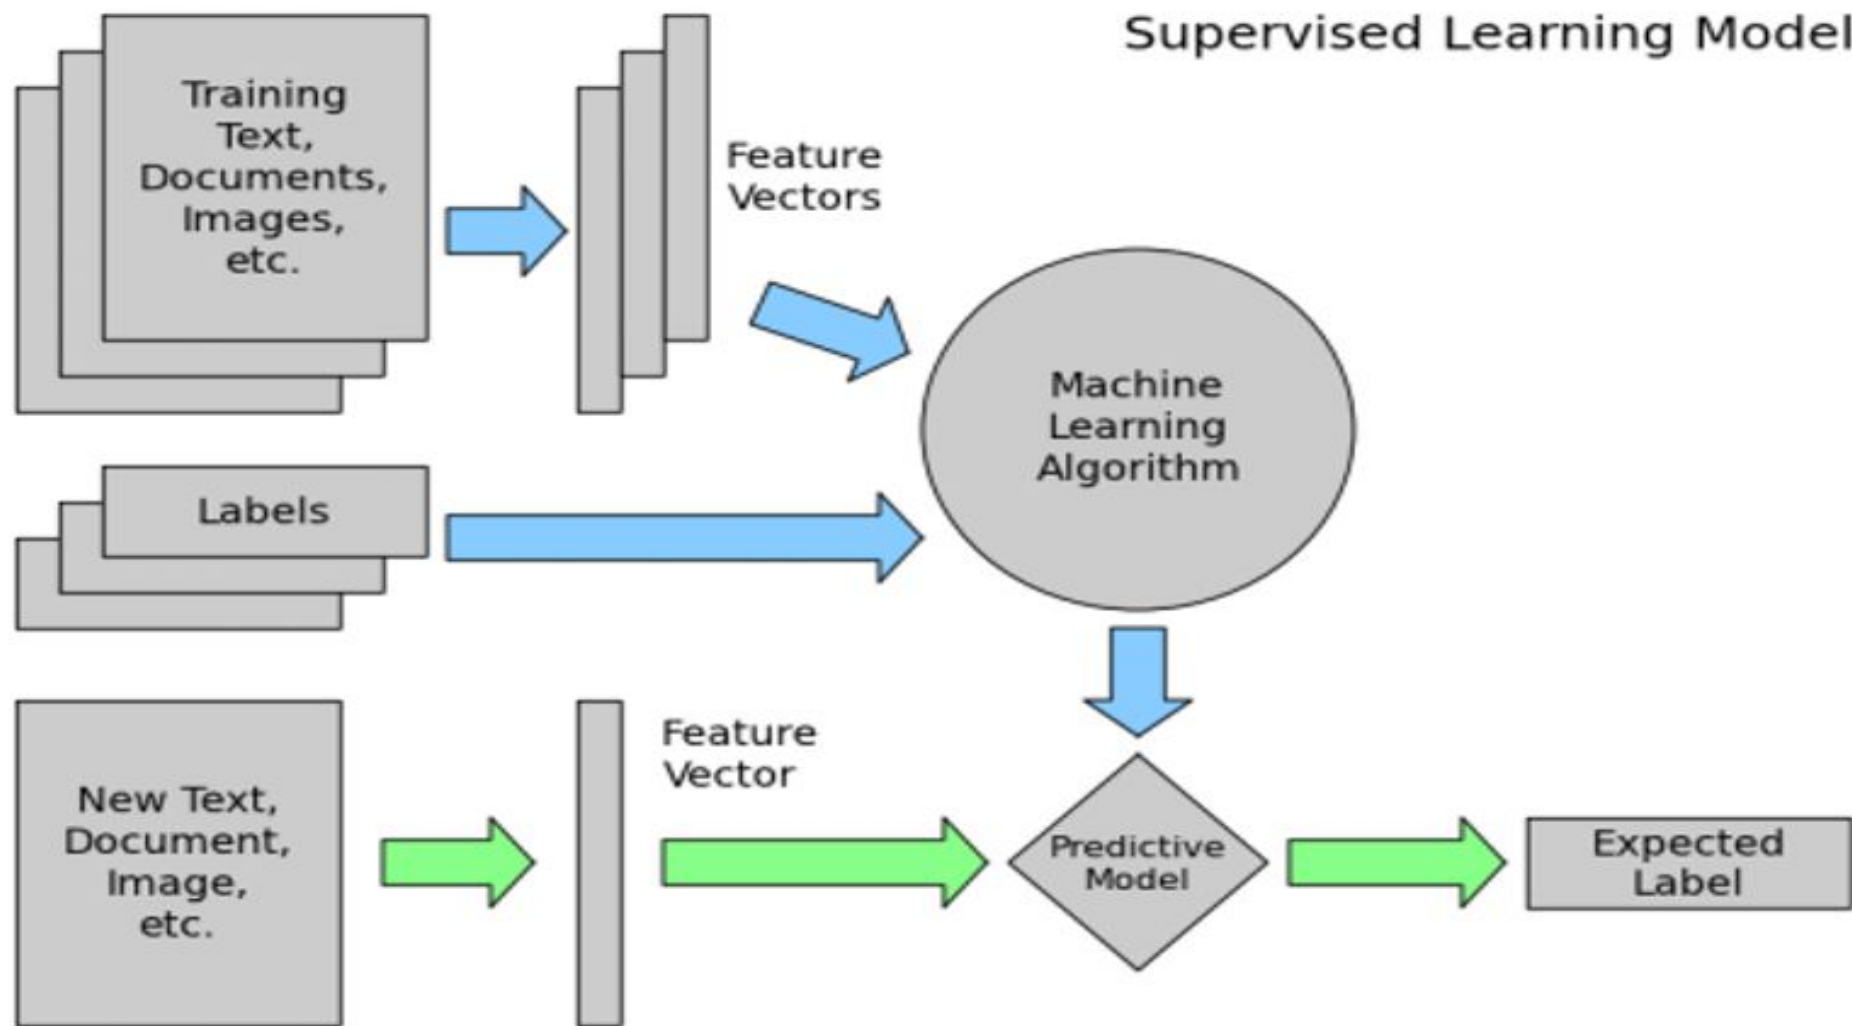 Supervised Learning Model
Training
Text,
Documents,
Images,
etc.
Feature
Vectors
Machine
Learning
Algorithm
Labels
New Text,
Document,
Image,
etc.
Feature
Vector
Predictive
Model
Expected
Label